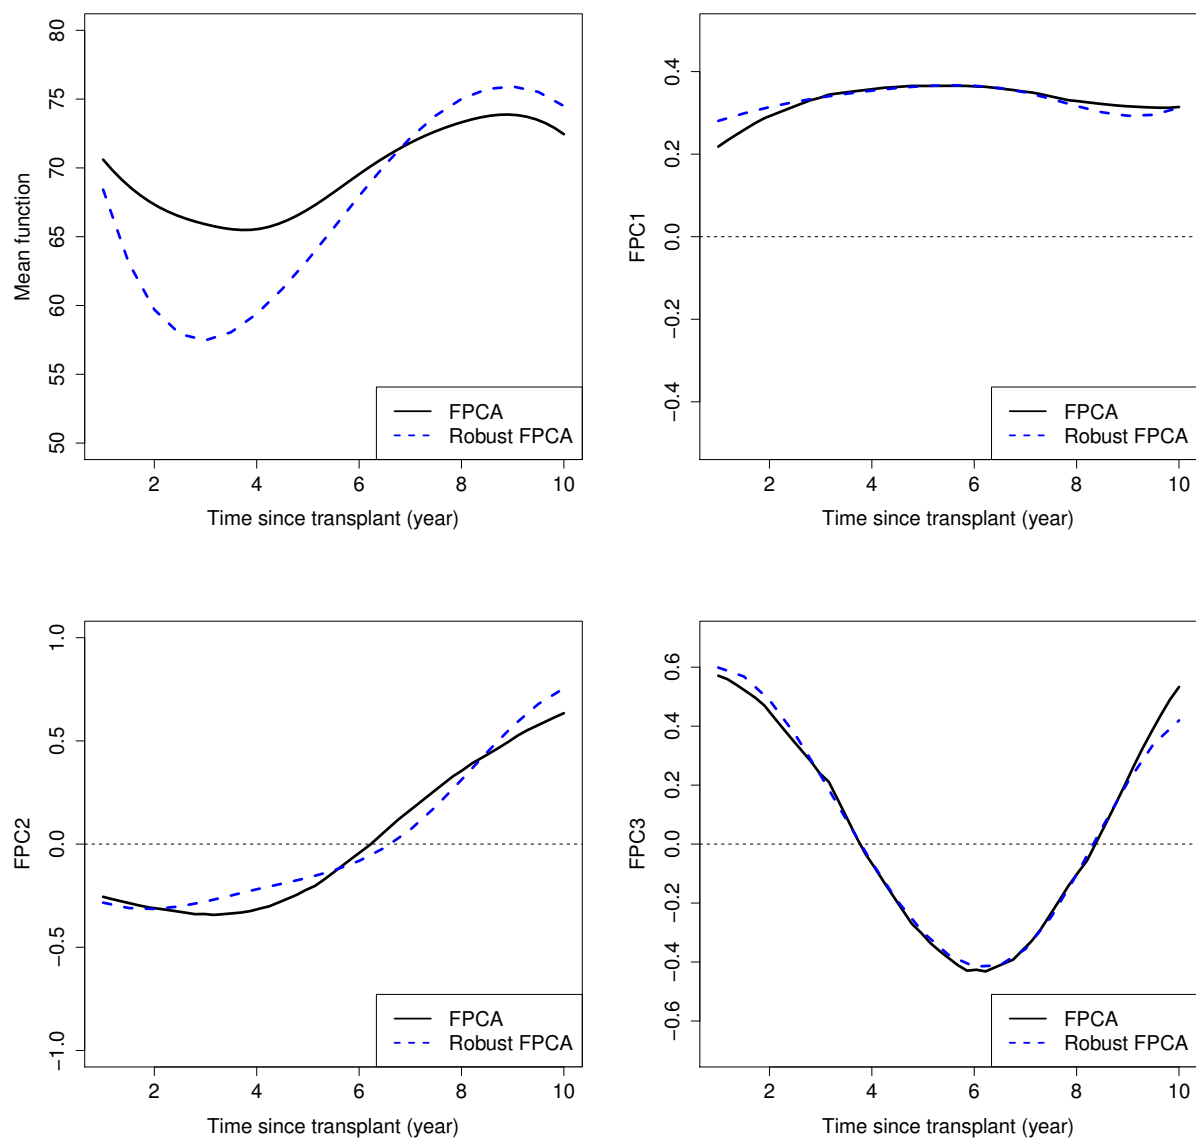 Mean function
80
75
70
65
60
55
50
2 4 6 8 10
Time since transplant (year)
FPCA
Robust FPCA
FPC1
0.4
0.2
0.0
−0.2
−0.4
2 4 6 8 10
Time since transplant (year)
FPCA
Robust FPCA
FPC2
1.0
0.5
0.0
−0.5
−1.0
2 4 6 8 10
Time since transplant (year)
FPCA
Robust FPCA
FPC3
0.6
0.4
0.2
0.0
−0.2
−0.4
−0.6
2 4 6 8 10
Time since transplant (year)
FPCA
Robust FPCA